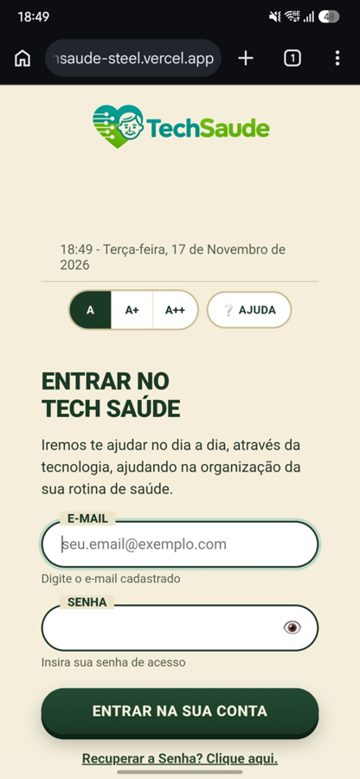 18:49
48
nsaude-steel.vercel.app
1
TechSaude
18:49 - Terça-feira, 17 de Novembro de
2026
A A+ A++ ❔ AJUDA
ENTRAR NO
TECH SAÚDE
Iremos te ajudar no dia a dia, através da
tecnologia, ajudando na organização da
sua rotina de saúde.
E-MAIL
seu.email@exemplo.com
Digite o e-mail cadastrado
SENHA
Insira sua senha de acesso
ENTRAR NA SUA CONTA
Recuperar a Senha? Clique aqui.